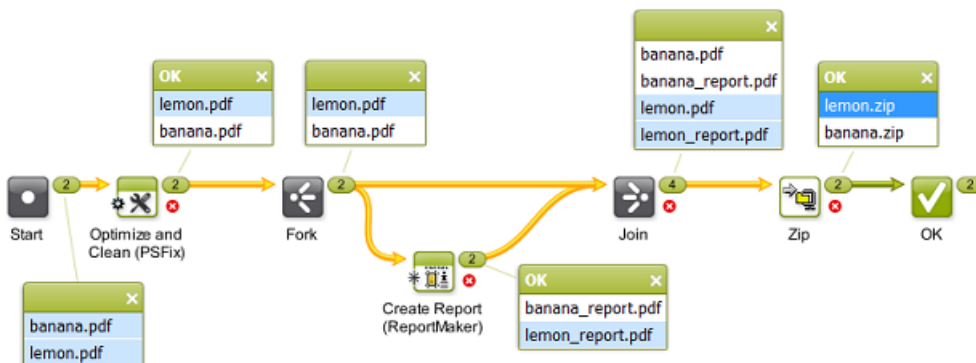 OK
lemon.pdf
banana.pdf
lemon.pdf
banana.pdf
banana.pdf
banana_report.pdf
lemon.pdf
lemon_report.pdf
OK
lemon.zip
banana.zip
2
2
2
4
2
2
Start
Optimize and
Clean (PSFix)
Fork
Join
Zip
OK
2
Create Report
(ReportMaker)
OK
banana_report.pdf
lemon_report.pdf
banana.pdf
lemon.pdf